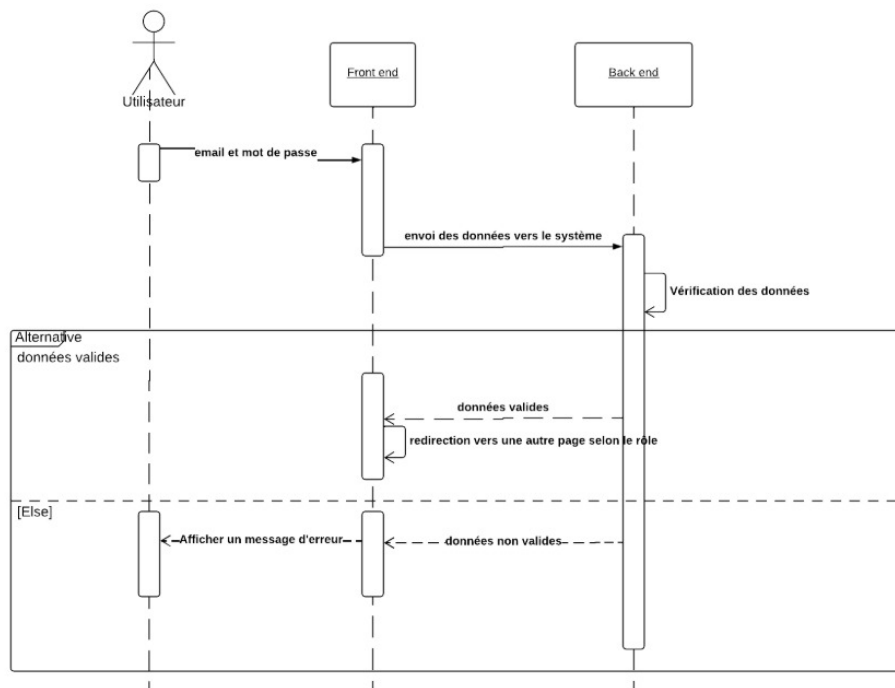 Utilisateur
Front end
Back end
email et mot de passe
envoi des données vers le système
Vérification des données
Alternative
données valides
données valides
redirection vers une autre page selon le rôle
[Else]
Afficher un message d'erreur
données non valides